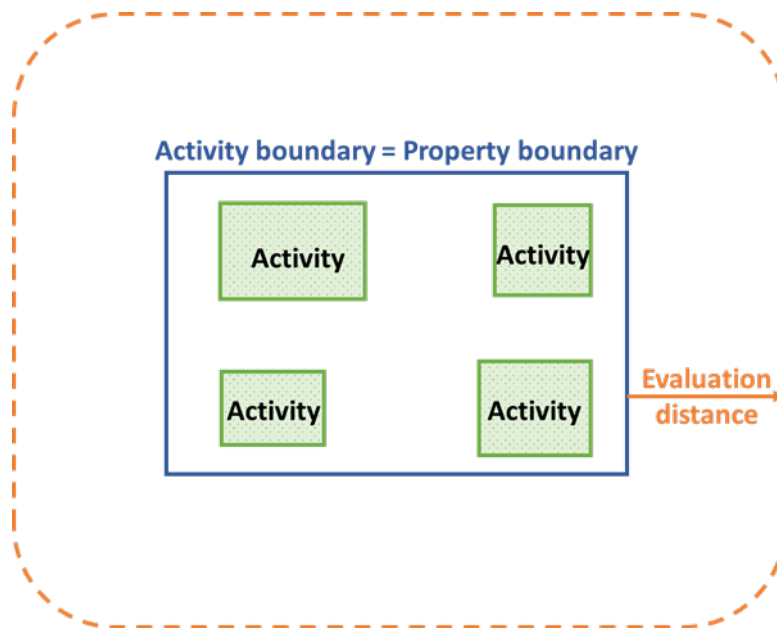 Activity boundary = Property boundary
Activity
Activity
Activity
Activity
Evaluation
distance